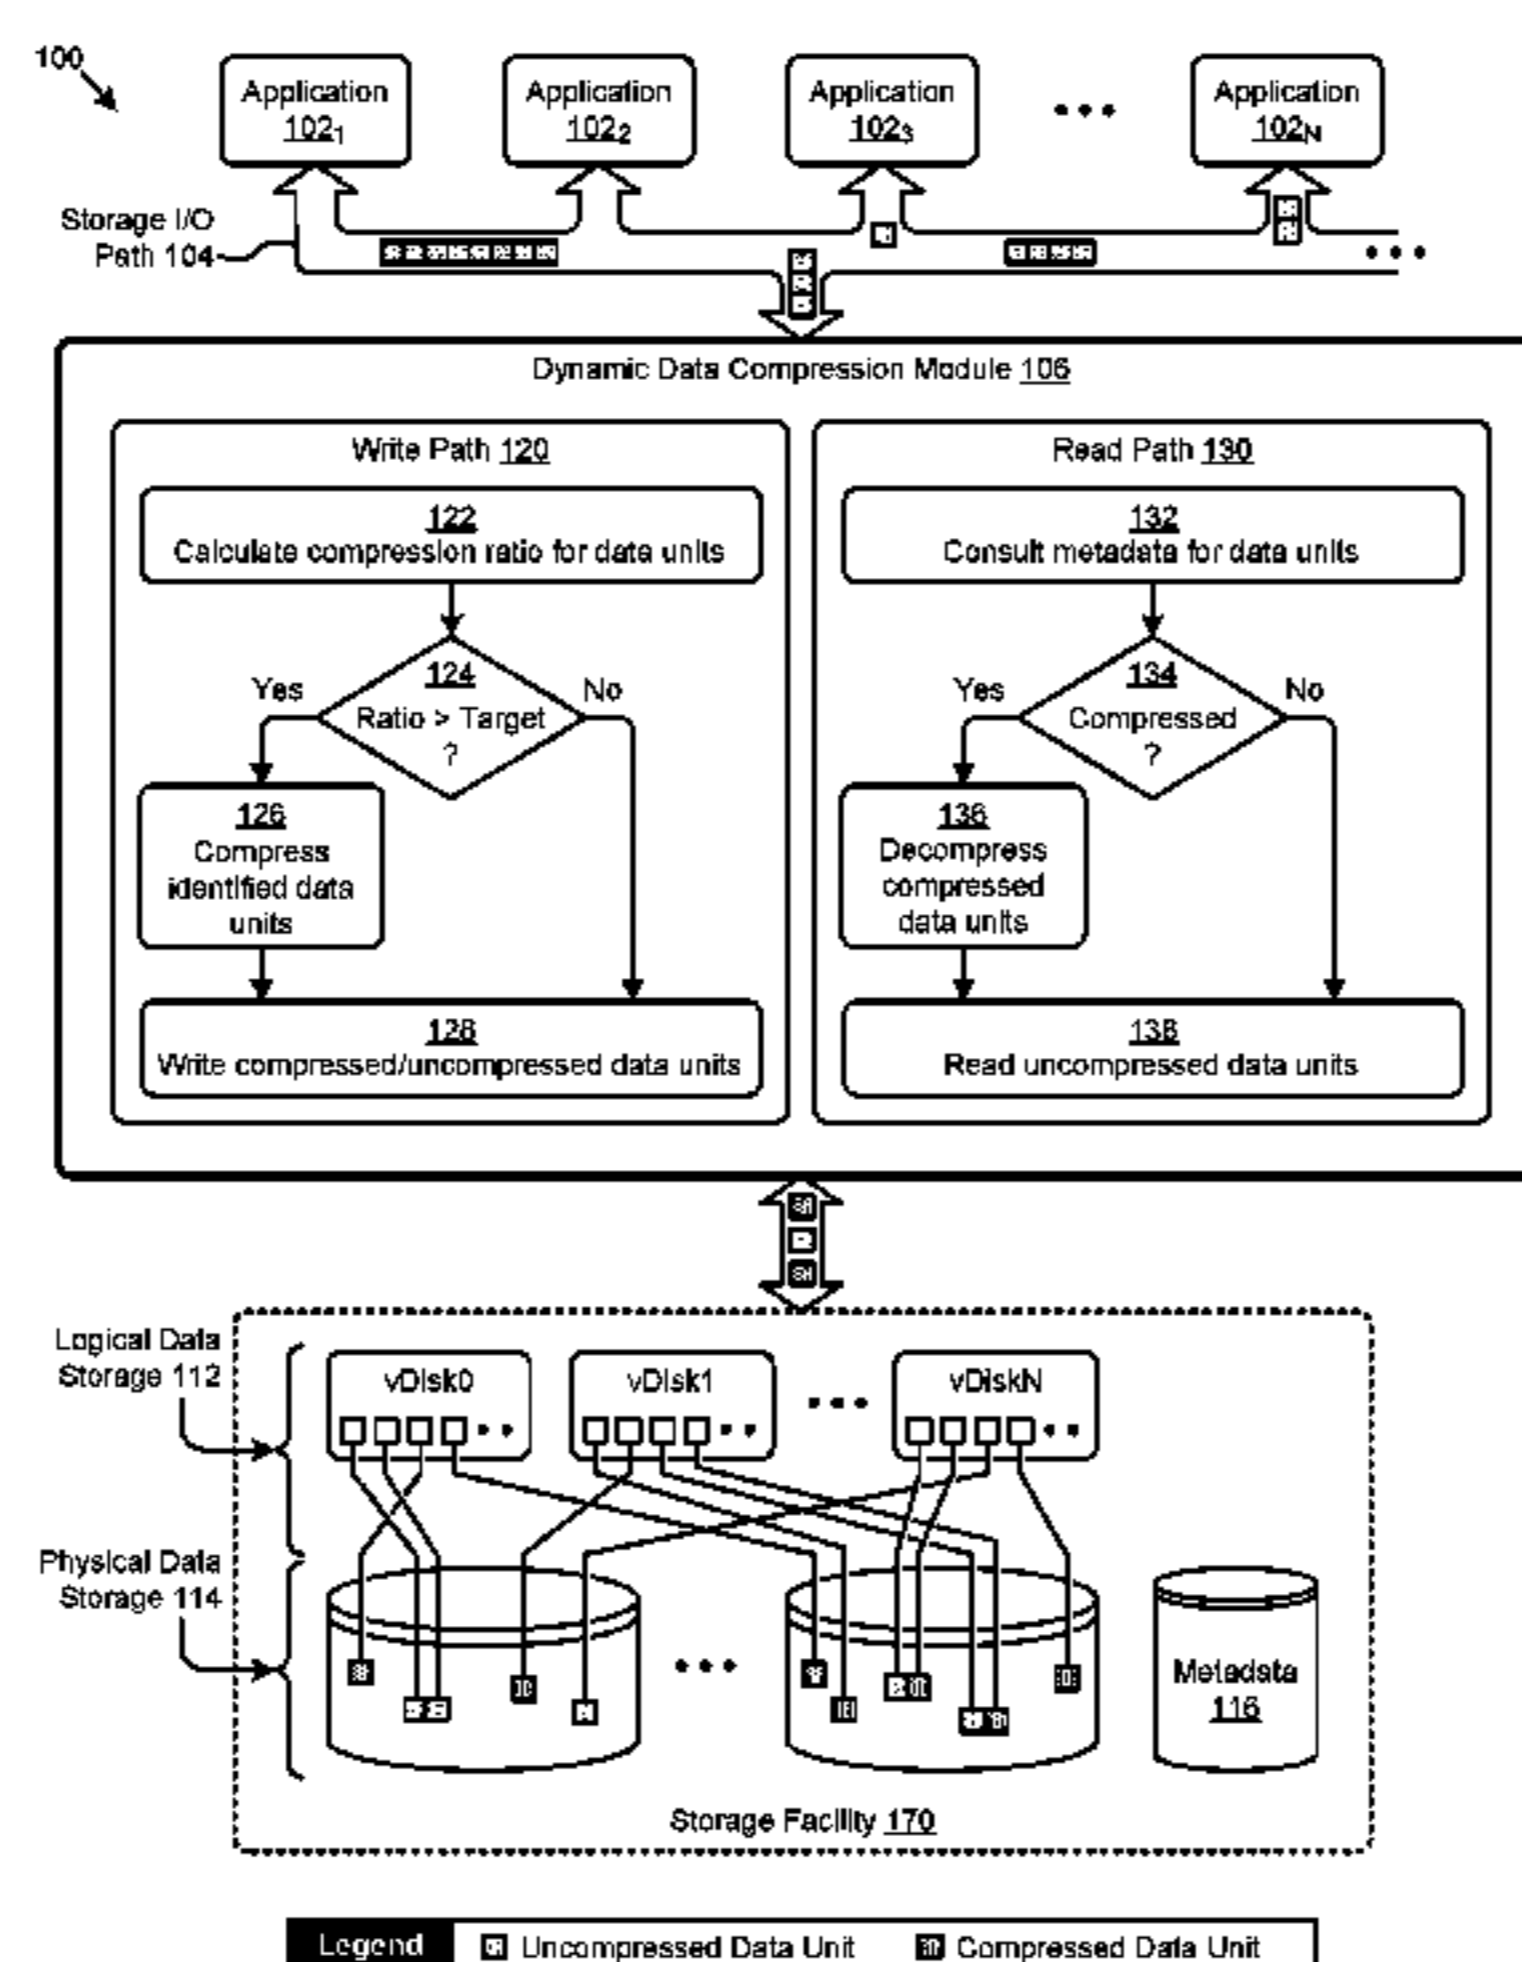 100
Application
102₁
Application
102₂
Application
102₃
Application
102N
Storage I/O
Path 104
Dynamic Data Compression Module 106
Write Path 120
122
Calculate compression ratio for data units
124
Ratio > Target
?
Yes
No
126
Compress
identified data
units
128
Write compressed/uncompressed data units
Read Path 130
132
Consult metadata for data units
134
Compressed
?
Yes
No
136
Decompress
compressed
data units
138
Read uncompressed data units
Logical Data
Storage 112
vDisk0
vDisk1
vDiskN
Physical Data
Storage 114
Metadata
116
Storage Facility 170
Legend
Uncompressed Data Unit
Compressed Data Unit